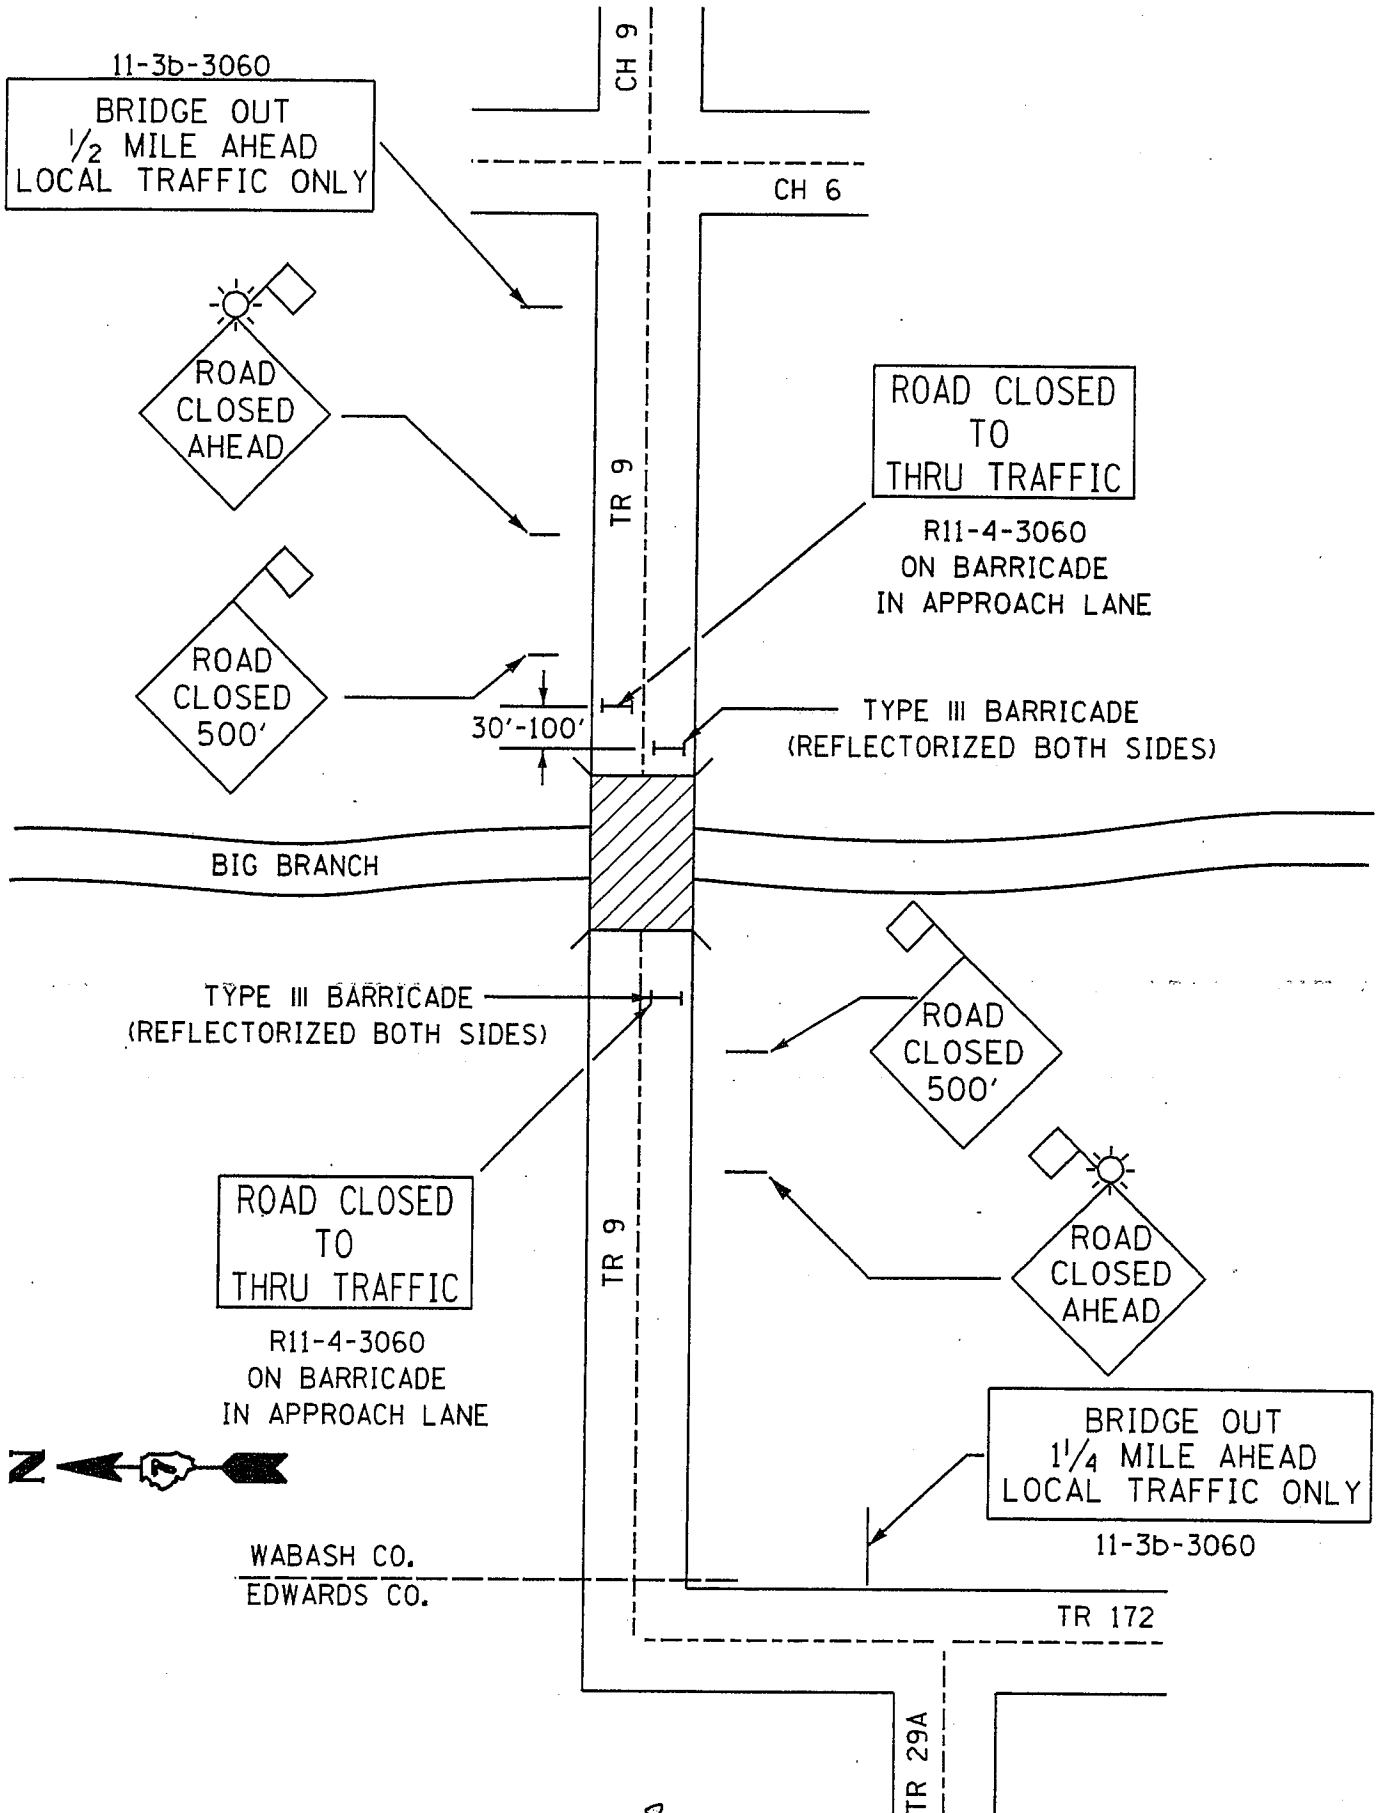 CH 9
11-3b-3060
BRIDGE OUT
1/2 MILE AHEAD
LOCAL TRAFFIC ONLY
CH 6
ROAD
CLOSED
AHEAD
TR 9
ROAD CLOSED
TO
THRU TRAFFIC
R11-4-3060
ON BARRICADE
IN APPROACH LANE
ROAD
CLOSED
500'
30'-100'
TYPE III BARRICADE
(REFLECTORIZED BOTH SIDES)
BIG BRANCH
TYPE III BARRICADE
(REFLECTORIZED BOTH SIDES)
ROAD
CLOSED
500'
ROAD CLOSED
TO
THRU TRAFFIC
R11-4-3060
ON BARRICADE
IN APPROACH LANE
TR 9
ROAD
CLOSED
AHEAD
BRIDGE OUT
1 1/4 MILE AHEAD
LOCAL TRAFFIC ONLY
11-3b-3060
N
WABASH CO.
EDWARDS CO.
TR 172
TR 29A